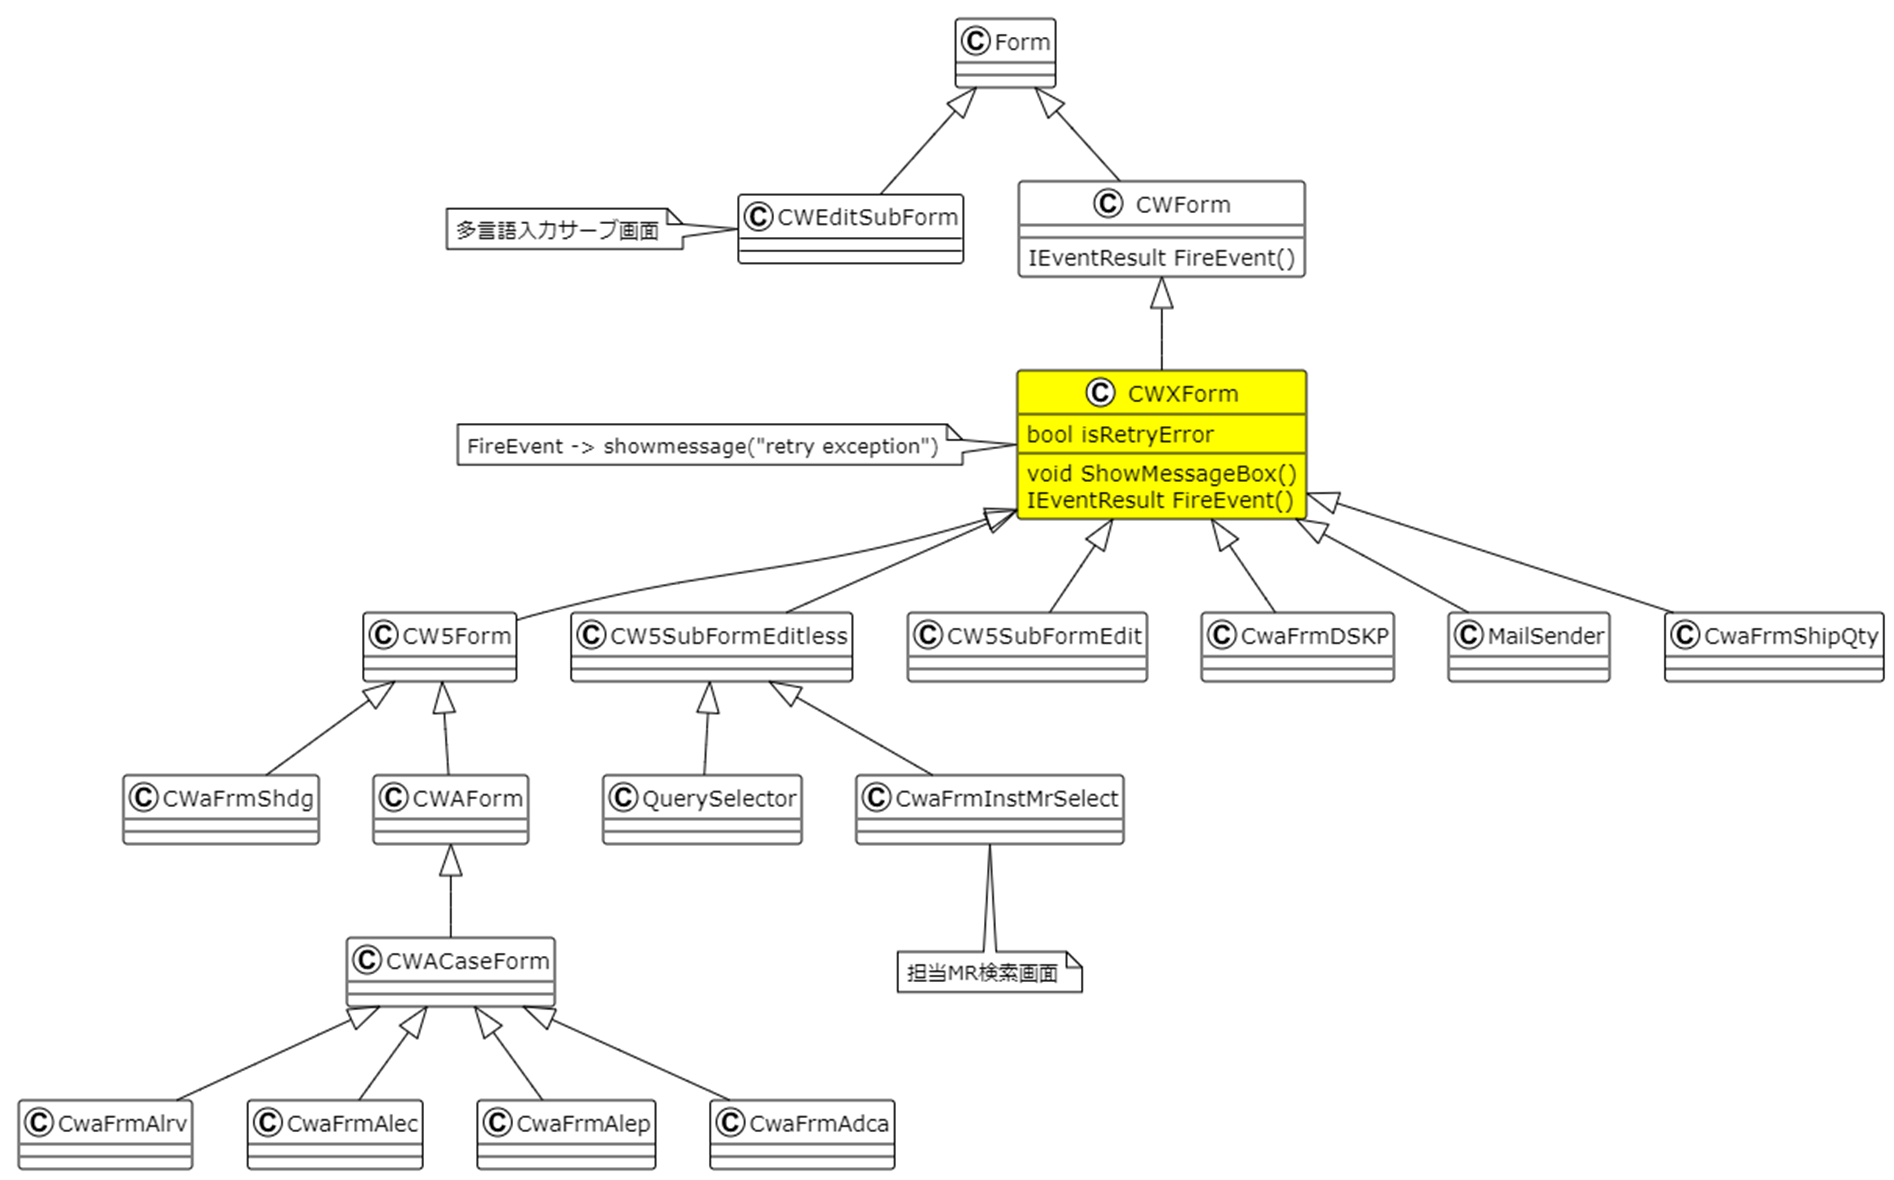 C Form
多言語入力サーブ画面
C CWEditSubForm
C CWForm
IEventResult FireEvent()
FireEvent -> showmessage("retry exception")
C CWXForm
bool isRetryError
void ShowMessageBox()
IEventResult FireEvent()
C CW5Form
C CW5SubFormEditless
C CW5SubFormEdit
C CwaFrmDSKP
C MailSender
C CwaFrmShipQty
C CWaFrmShdg
C CWAForm
C QuerySelector
C CwaFrmInstMrSelect
C CWACaseForm
担当MR検索画面
C CwaFrmAlrv
C CwaFrmAlec
C CwaFrmAlep
C CwaFrmAdca